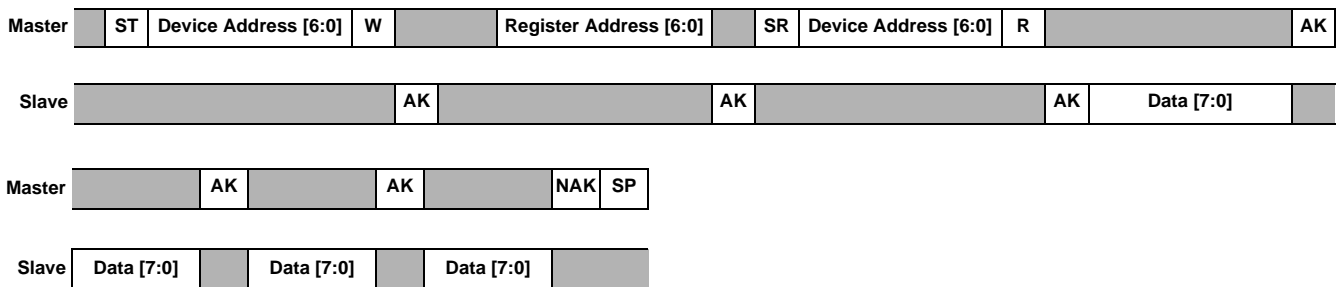 Master ST Device Address [6:0] W Register Address [6:0] SR Device Address [6:0] R AK
Slave AK AK AK Data [7:0]
Master AK AK NAK SP
Slave Data [7:0] Data [7:0] Data [7:0]